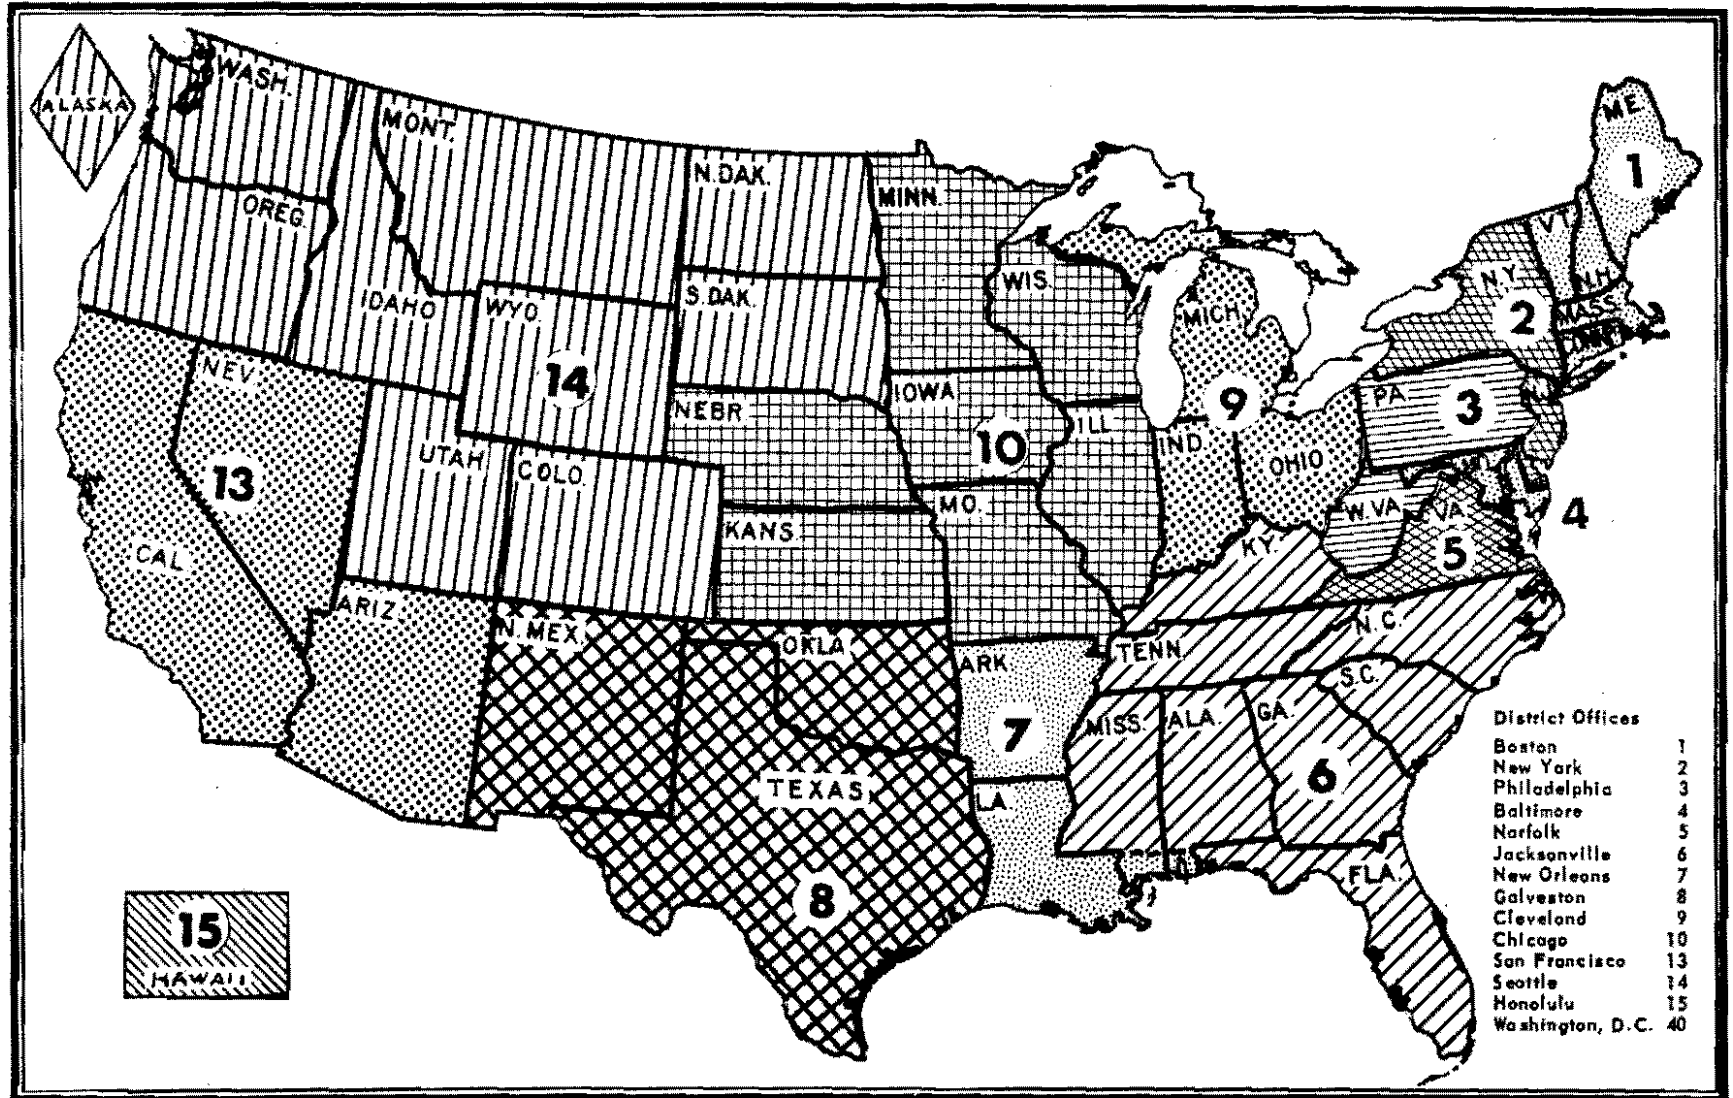 ALASKA
WASH.
MONT.
N.DAK.
MINN.
ME.
1
OREG.
IDAHO
WYO.
S.DAK.
WIS.
MICH.
VT.
N.H.
N.Y.
2
MASS.
CONN.
NEV.
14
NEBR
IOWA
ILL
IND.
9
OHIO
PA
3
UTAH
COLO.
10
13
KANS.
MO.
W.VA.
VA.
4
5
CAL
KY.
ARIZ.
N.MEX.
OKLA
ARK.
TENN.
N.C.
S.C.
7
MISS.
ALA.
GA.
6
TEXAS
LA.
8
FLA.
15
HAWAII
District Offices
Boston 1
New York 2
Philadelphia 3
Baltimore 4
Norfolk 5
Jacksonville 6
New Orleans 7
Galveston 8
Cleveland 9
Chicago 10
San Francisco 13
Seattle 14
Honolulu 15
Washington, D.C. 40